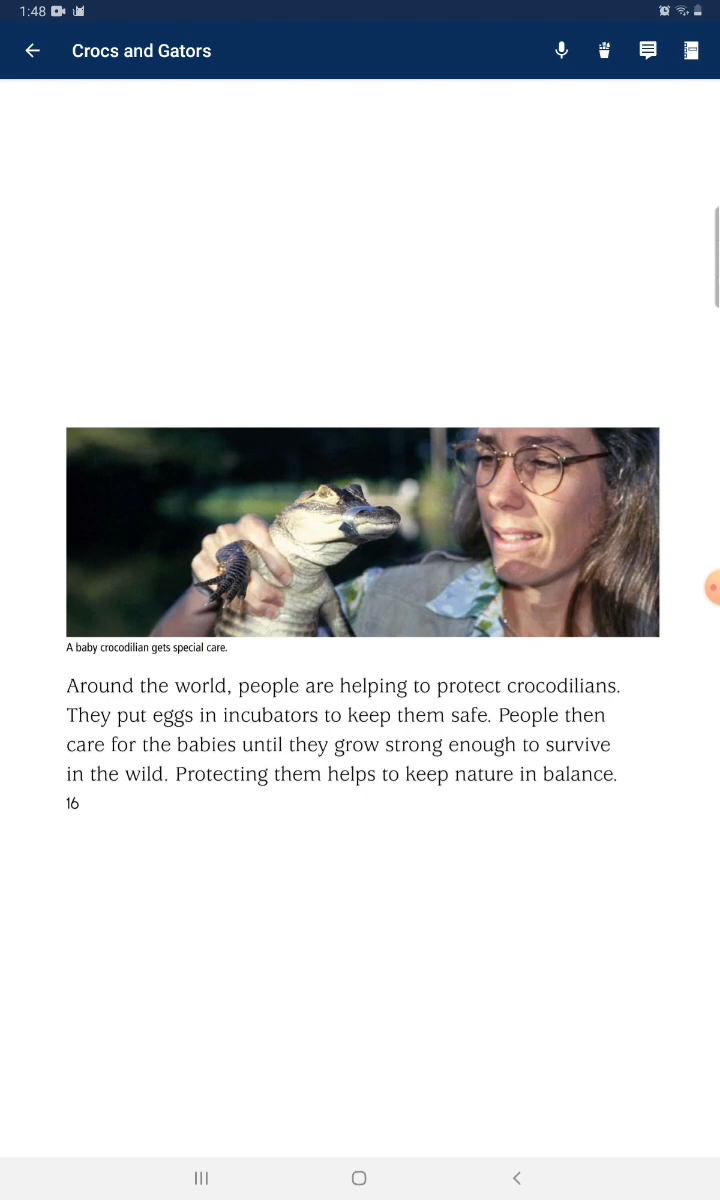 1:48
Crocs and Gators
A baby crocodilian gets special care.
Around the world, people are helping to protect crocodilians.
They put eggs in incubators to keep them safe. People then
care for the babies until they grow strong enough to survive
in the wild. Protecting them helps to keep nature in balance.
16